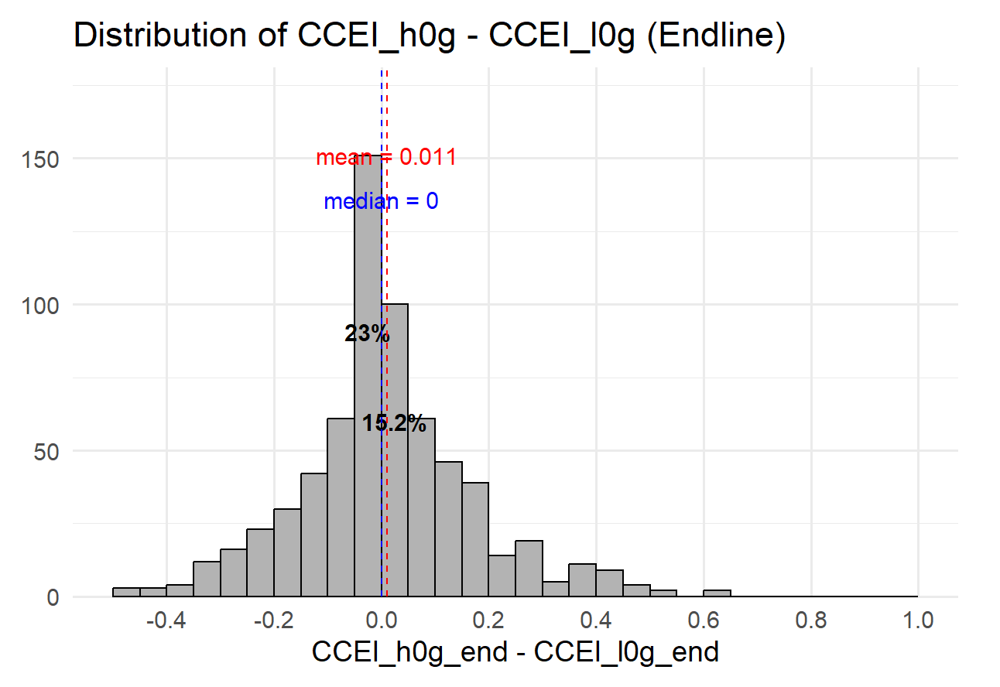 Distribution of CCEI_h0g - CCEI_l0g (Endline)
150
100
50
0
mean = 0.011
median = 0
23%
15.2%
-0.4 -0.2 0.0 0.2 0.4 0.6 0.8 1.0
CCEI_h0g_end - CCEI_l0g_end